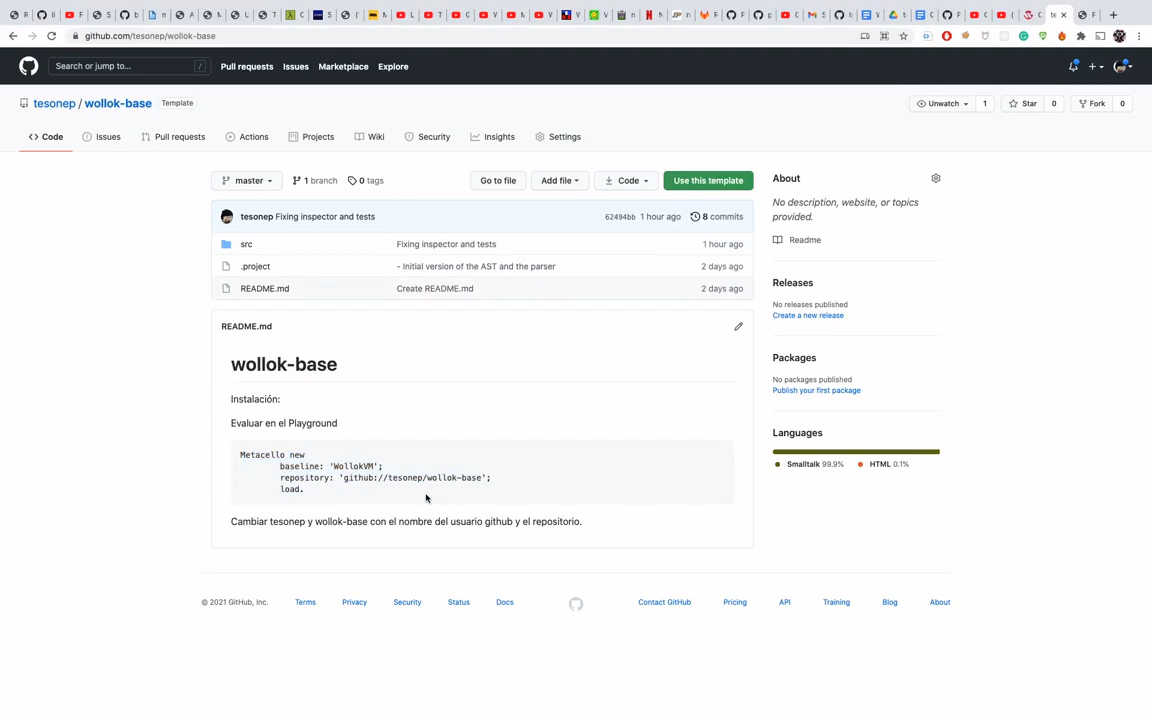 github.com/tesonep/wollok-base
Search or jump to... /
Pull requests Issues Marketplace Explore
tesonep / wollok-base Template
Unwatch 1 Star 0 Fork 0
Code Issues Pull requests Actions Projects Wiki Security Insights Settings
master 1 branch 0 tags Go to file Add file Code Use this template
tesonep Fixing inspector and tests 62494bb 1 hour ago 8 commits
src Fixing inspector and tests 1 hour ago
.project - Initial version of the AST and the parser 2 days ago
README.md Create README.md 2 days ago
README.md
wollok-base
Instalación:
Evaluar en el Playground
Metacello new
baseline: 'WollokVM';
repository: 'github://tesonep/wollok-base';
load.
Cambiar tesonep y wollok-base con el nombre del usuario github y el repositorio.
About
No description, website, or topics
provided.
Readme
Releases
No releases published
Create a new release
Packages
No packages published
Publish your first package
Languages
Smalltalk 99.9% HTML 0.1%
© 2021 GitHub, Inc. Terms Privacy Security Status Docs Contact GitHub Pricing API Training Blog About